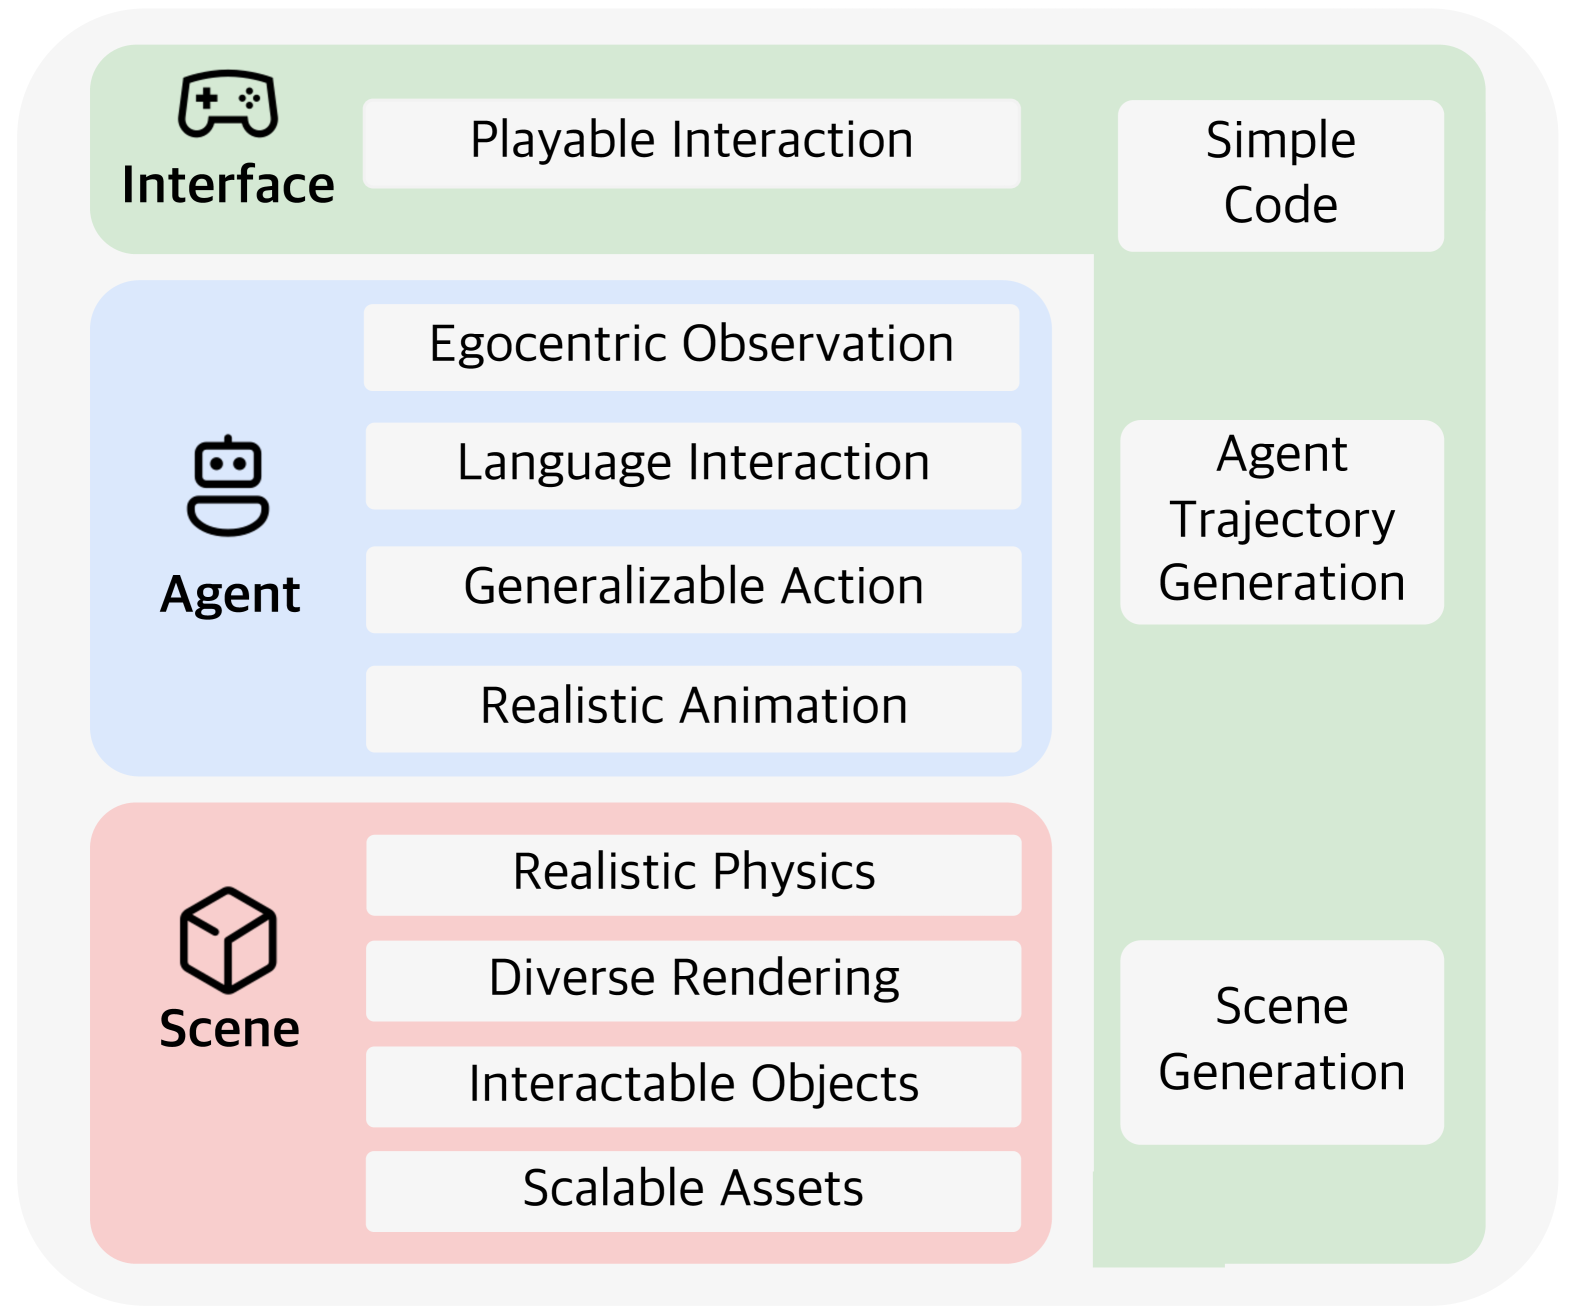 Interface
Playable Interaction
Simple
Code
Agent
Egocentric Observation
Language Interaction
Generalizable Action
Realistic Animation
Agent
Trajectory
Generation
Scene
Realistic Physics
Diverse Rendering
Interactable Objects
Scalable Assets
Scene
Generation